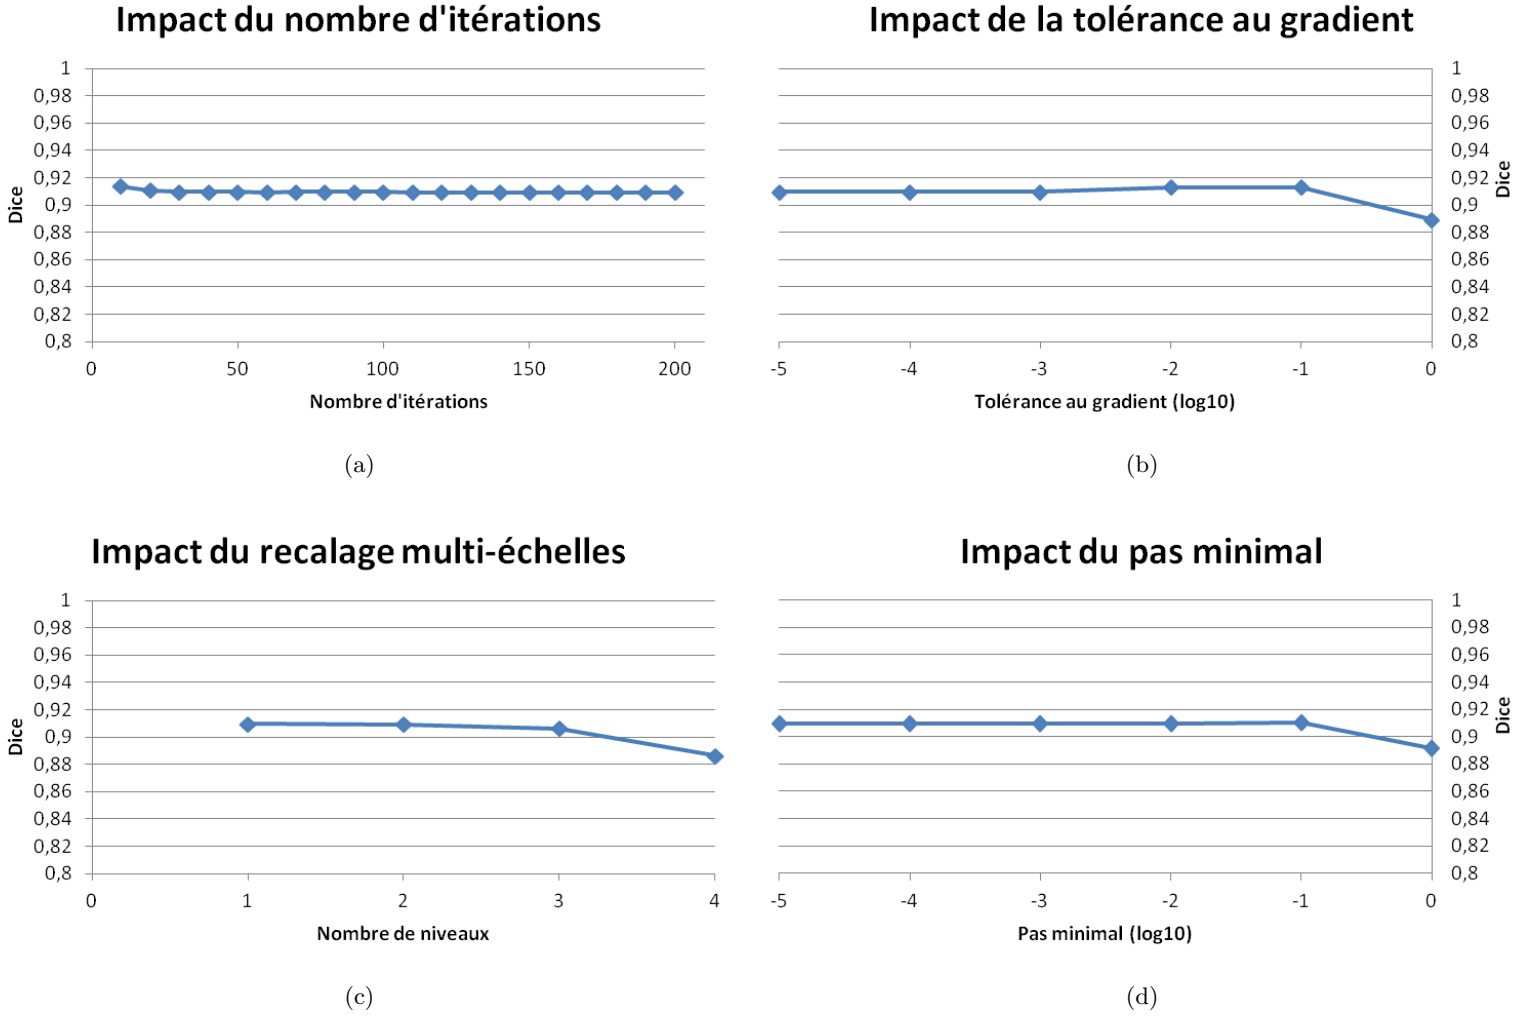 Impact du nombre d'itérations
1
0,98
0,96
0,94
0,92
0,9
0,88
0,86
0,84
0,82
0,8
Dice
0 50 100 150 200
Nombre d'itérations
(a)
Impact de la tolérance au gradient
1
0,98
0,96
0,94
0,92
0,9
0,88
0,86
0,84
0,82
0,8
Dice
-5 -4 -3 -2 -1 0
Tolérance au gradient (log10)
(b)
Impact du recalage multi-échelles
1
0,98
0,96
0,94
0,92
0,9
0,88
0,86
0,84
0,82
0,8
Dice
0 1 2 3 4
Nombre de niveaux
(c)
Impact du pas minimal
1
0,98
0,96
0,94
0,92
0,9
0,88
0,86
0,84
0,82
0,8
Dice
-5 -4 -3 -2 -1 0
Pas minimal (log10)
(d)